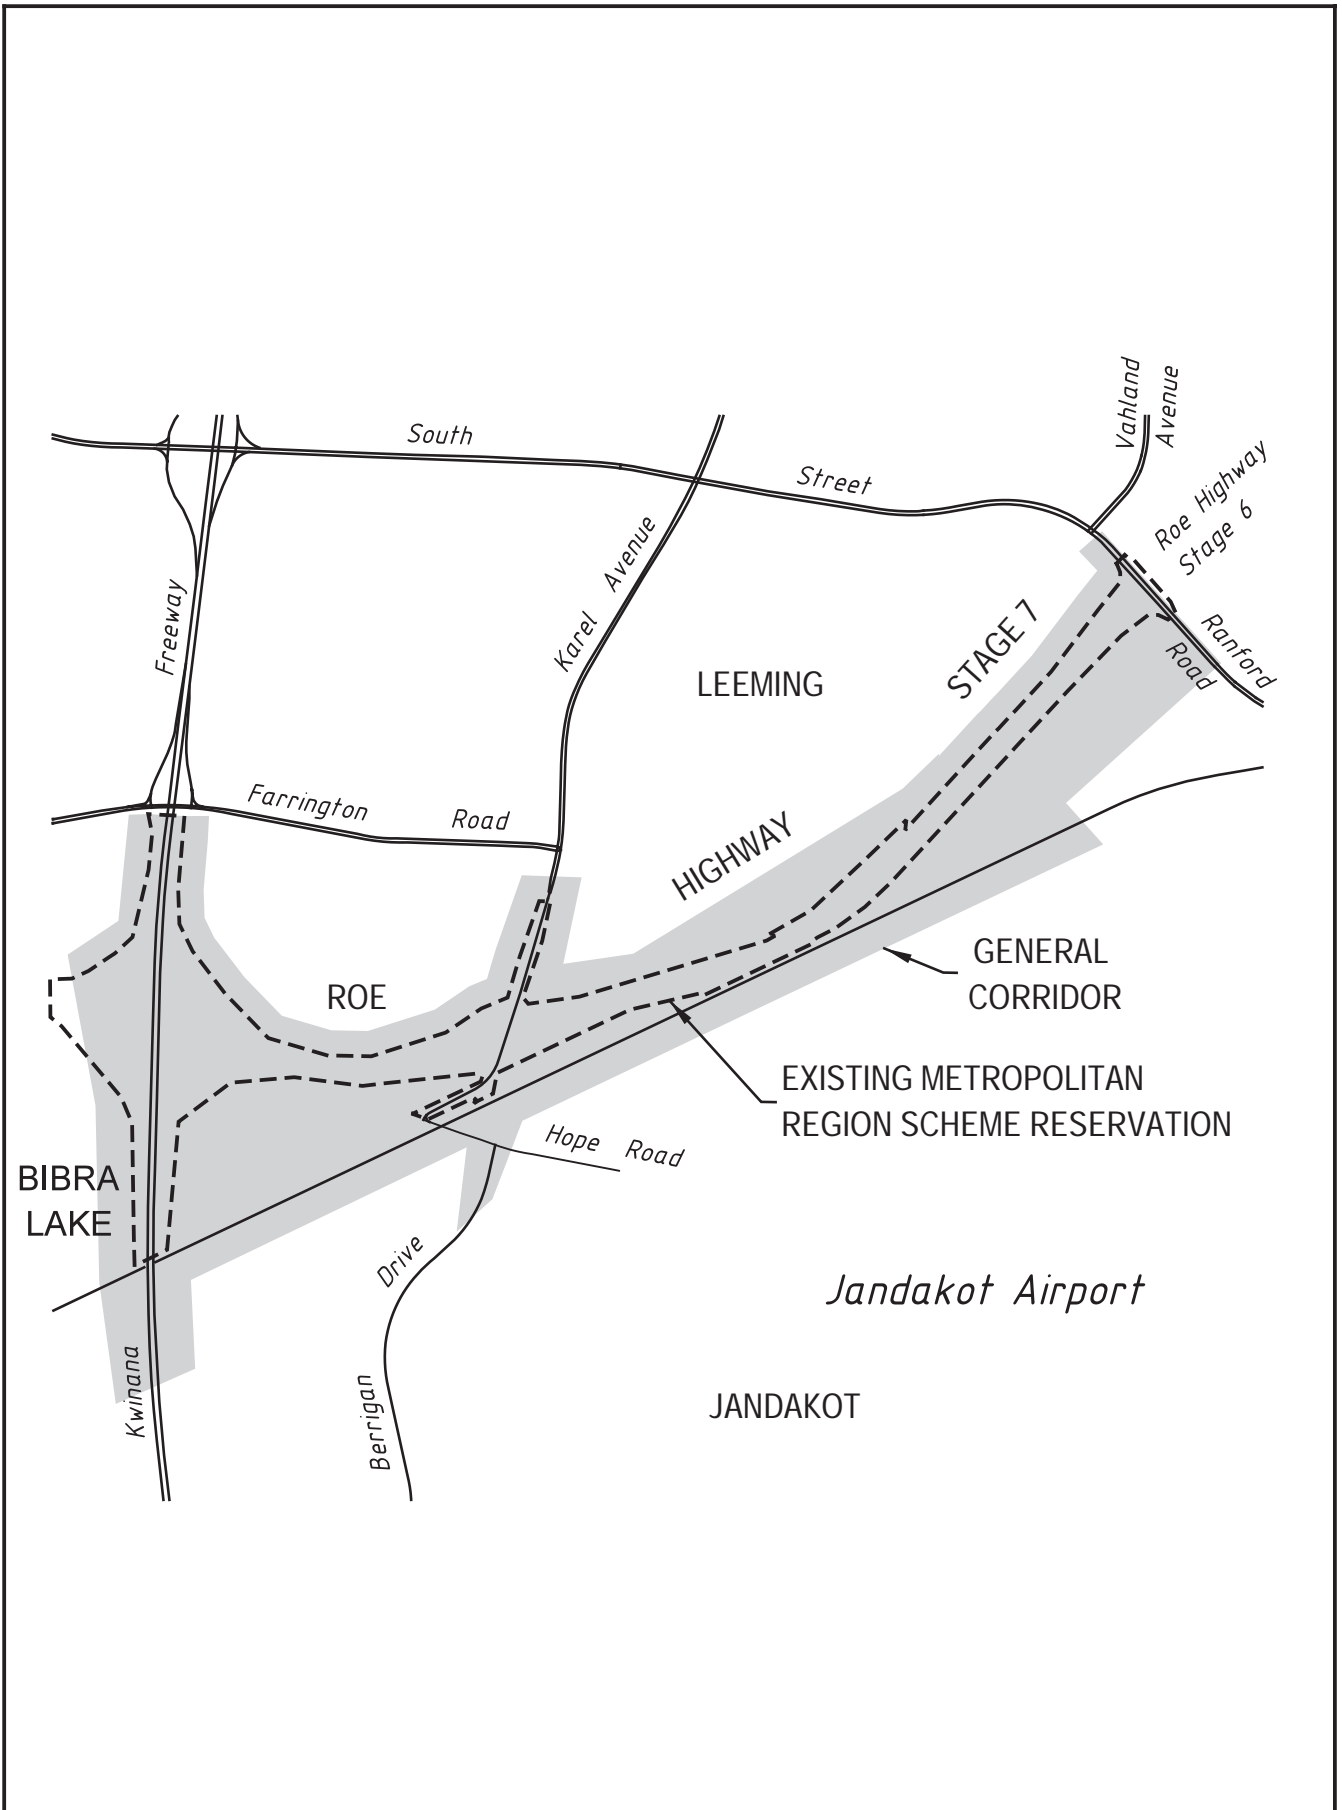 Vahland
Avenue
South
Street
Roe Highway
Stage 6
Karel Avenue
Freeway
STAGE 7
Ranford
Road
LEEMING
Farrington Road
HIGHWAY
GENERAL
CORRIDOR
ROE
EXISTING METROPOLITAN
REGION SCHEME RESERVATION
Hope Road
BIBRA
LAKE
Drive
Jandakot Airport
Kwinana
Berrigan
JANDAKOT